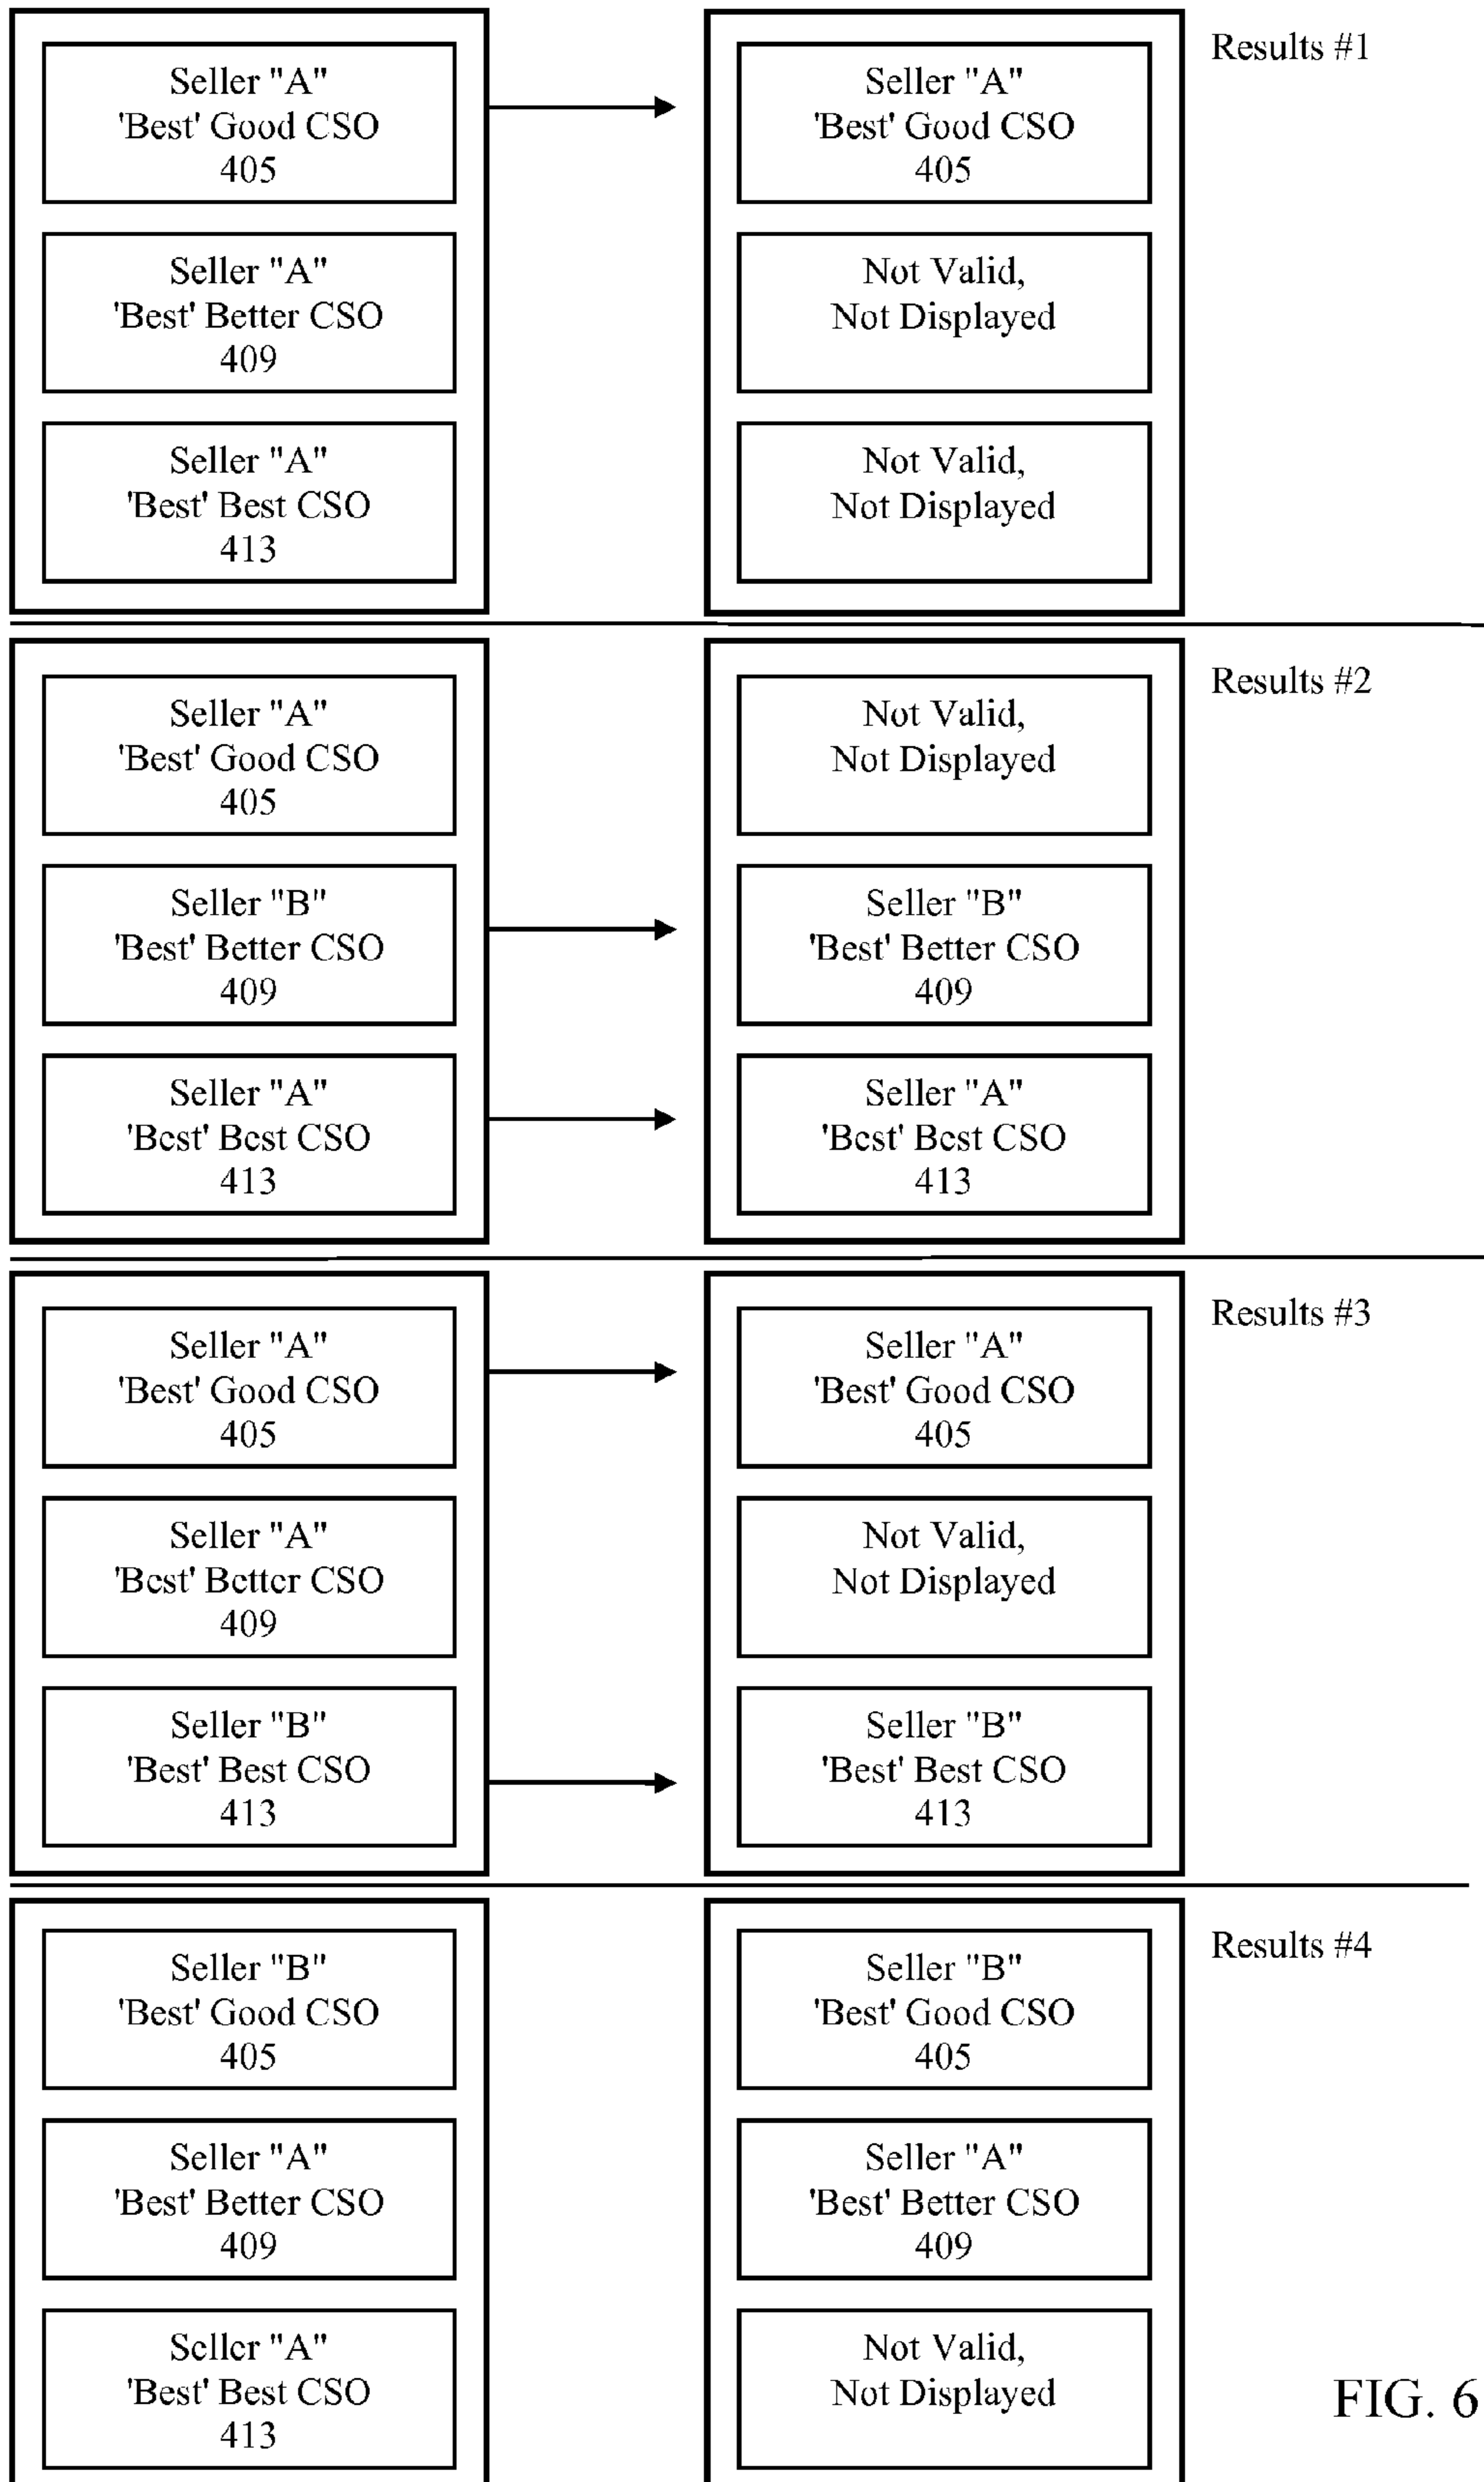 Results #1
Seller "A"
'Best' Good CSO
405
Seller "A"
'Best' Better CSO
409
Seller "A"
'Best' Best CSO
413
Seller "A"
'Best' Good CSO
405
Not Valid,
Not Displayed
Not Valid,
Not Displayed
Results #2
Seller "A"
'Best' Good CSO
405
Seller "B"
'Best' Better CSO
409
Seller "A"
'Best' Best CSO
413
Not Valid,
Not Displayed
Seller "B"
'Best' Better CSO
409
Seller "A"
'Best' Best CSO
413
Results #3
Seller "A"
'Best' Good CSO
405
Seller "A"
'Best' Better CSO
409
Seller "B"
'Best' Best CSO
413
Seller "A"
'Best' Good CSO
405
Not Valid,
Not Displayed
Seller "B"
'Best' Best CSO
413
Results #4
Seller "B"
'Best' Good CSO
405
Seller "A"
'Best' Better CSO
409
Seller "A"
'Best' Best CSO
413
Seller "B"
'Best' Good CSO
405
Seller "A"
'Best' Better CSO
409
Not Valid,
Not Displayed
FIG. 6